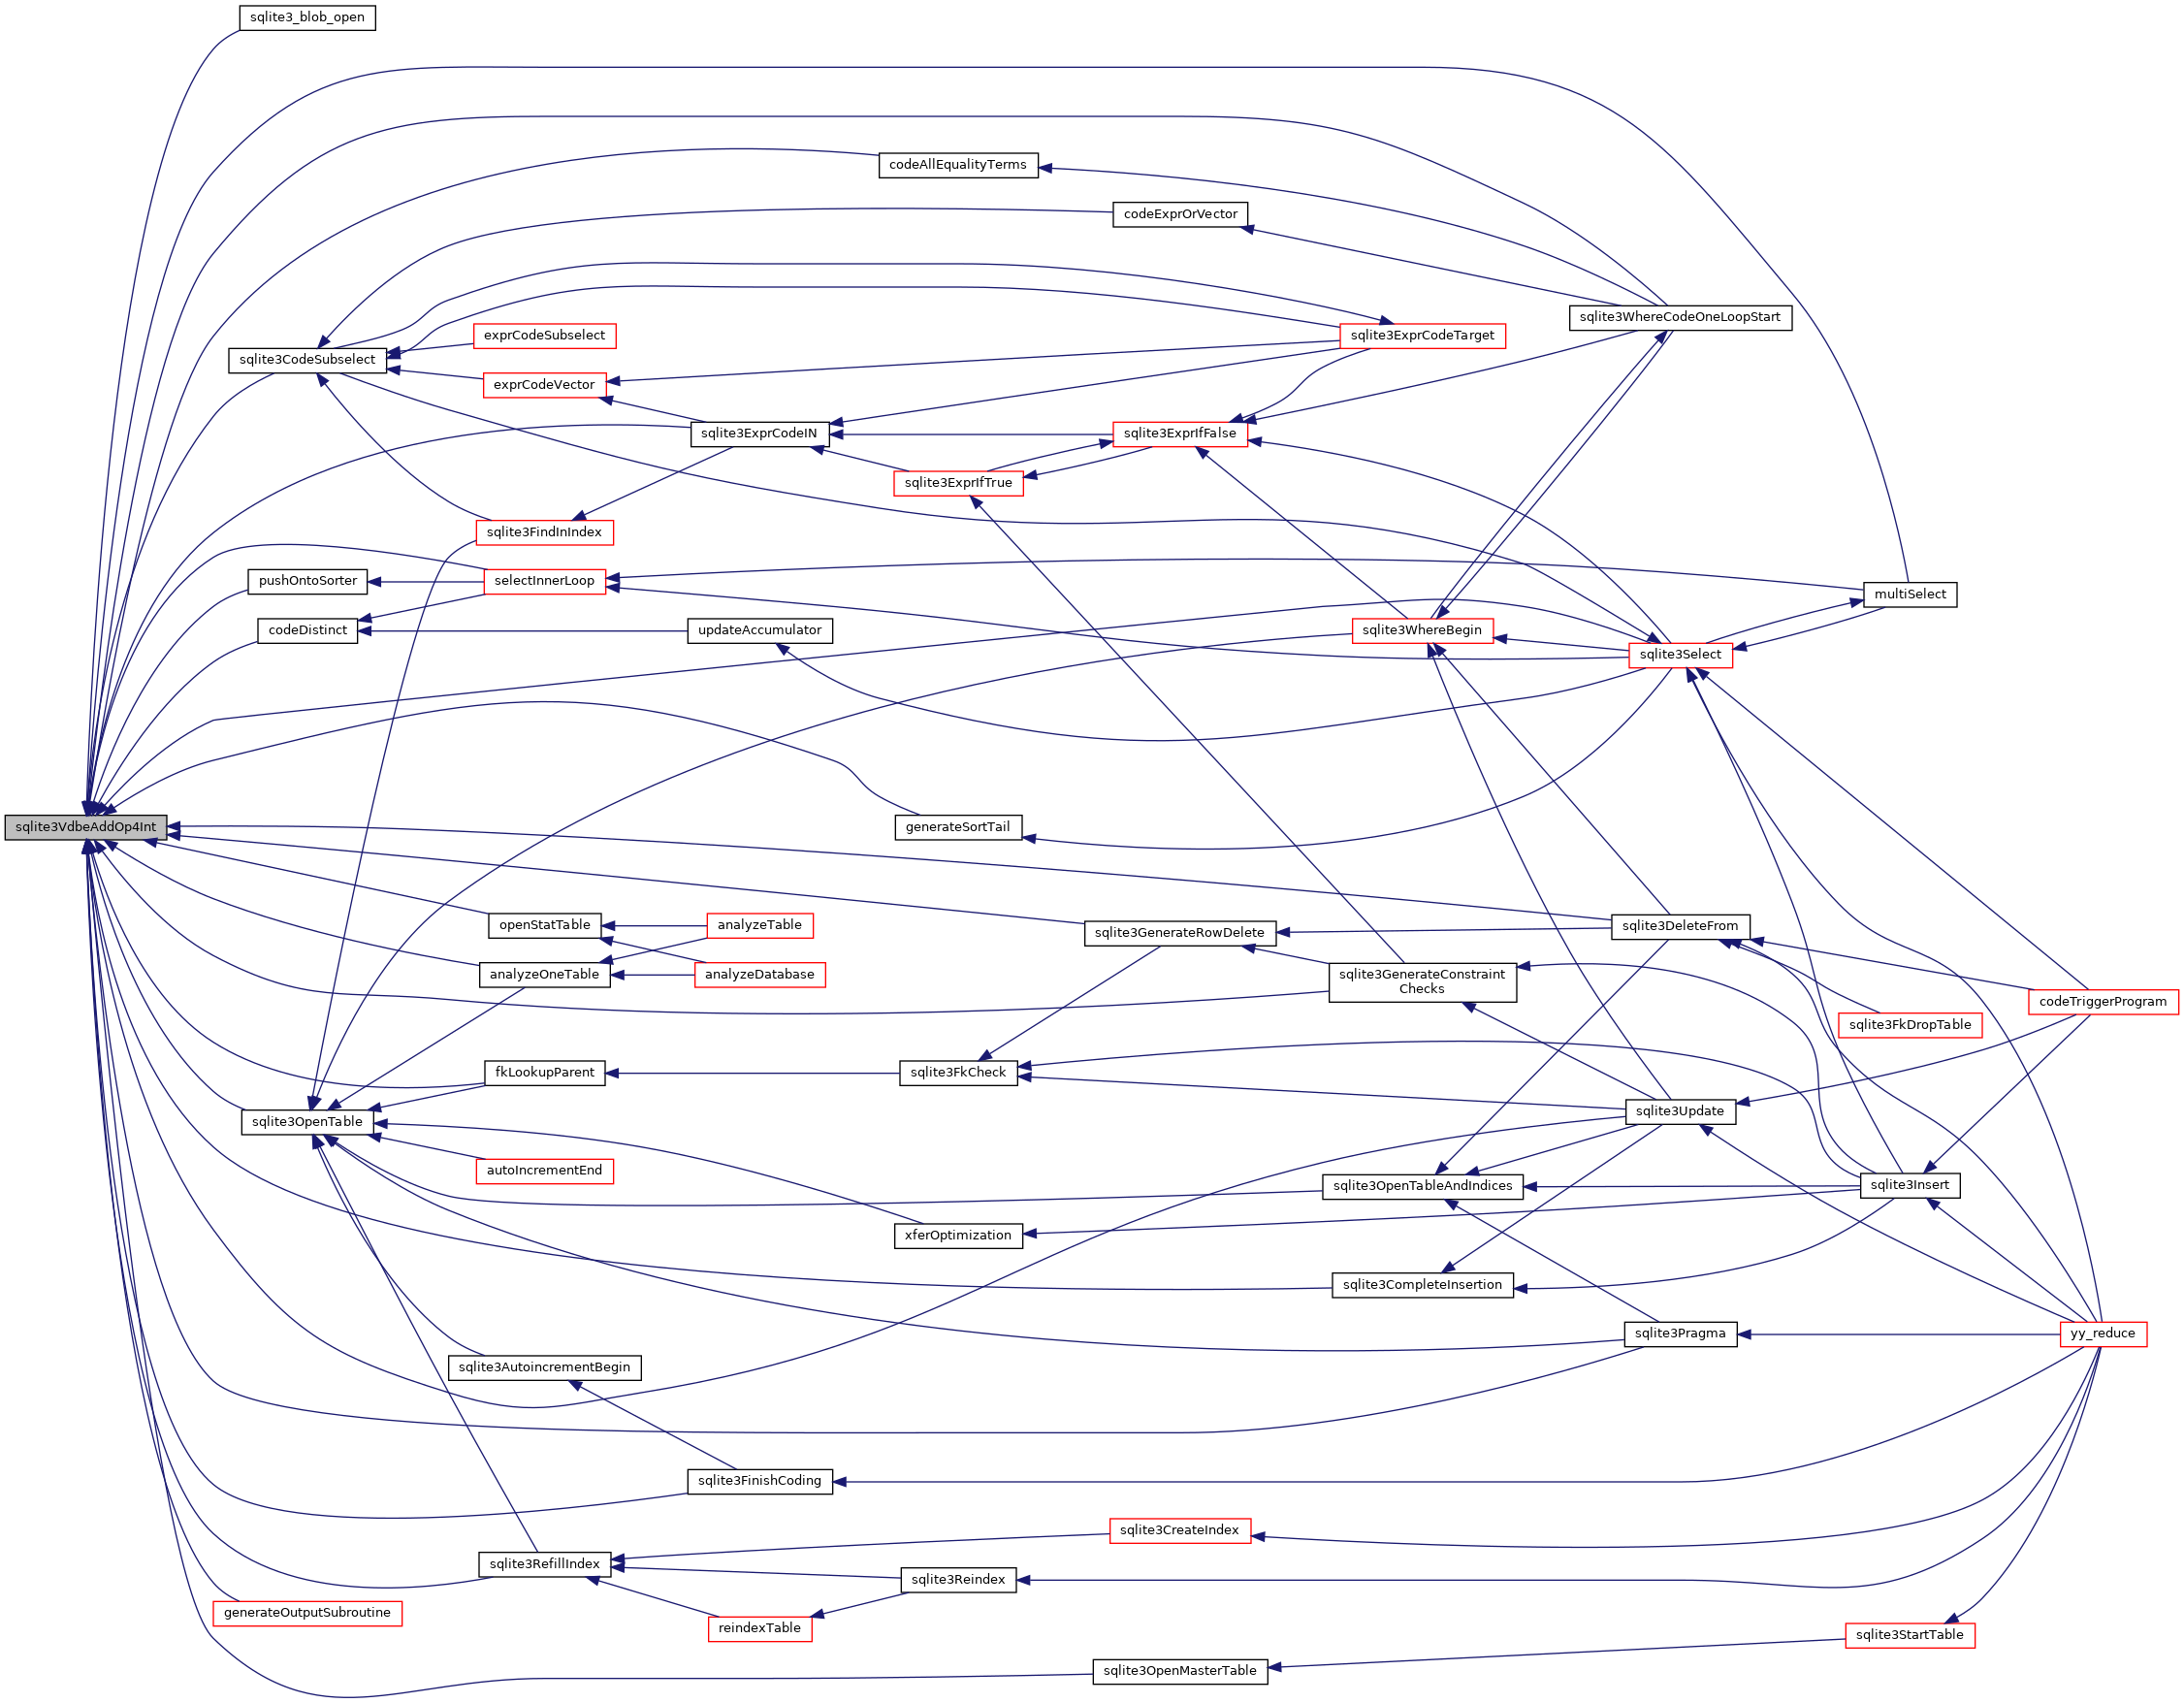 sqlite3_blob_open
codeAllEqualityTerms
codeExprOrVector
sqlite3WhereCodeOneLoopStart
exprCodeSubselect
sqlite3ExprCodeTarget
sqlite3CodeSubselect
exprCodeVector
sqlite3ExprCodeIN
sqlite3ExprIfFalse
sqlite3ExprIfTrue
sqlite3FindInIndex
pushOntoSorter
selectInnerLoop
multiSelect
codeDistinct
updateAccumulator
sqlite3WhereBegin
sqlite3Select
sqlite3VdbeAddOp4Int
generateSortTail
openStatTable
analyzeTable
sqlite3GenerateRowDelete
sqlite3DeleteFrom
analyzeOneTable
analyzeDatabase
sqlite3GenerateConstraint
Checks
codeTriggerProgram
sqlite3FkDropTable
fkLookupParent
sqlite3FkCheck
sqlite3Update
sqlite3OpenTable
autoIncrementEnd
sqlite3OpenTableAndIndices
sqlite3Insert
xferOptimization
sqlite3CompleteInsertion
sqlite3Pragma
yy_reduce
sqlite3AutoincrementBegin
sqlite3FinishCoding
sqlite3CreateIndex
sqlite3RefillIndex
sqlite3Reindex
generateOutputSubroutine
reindexTable
sqlite3StartTable
sqlite3OpenMasterTable